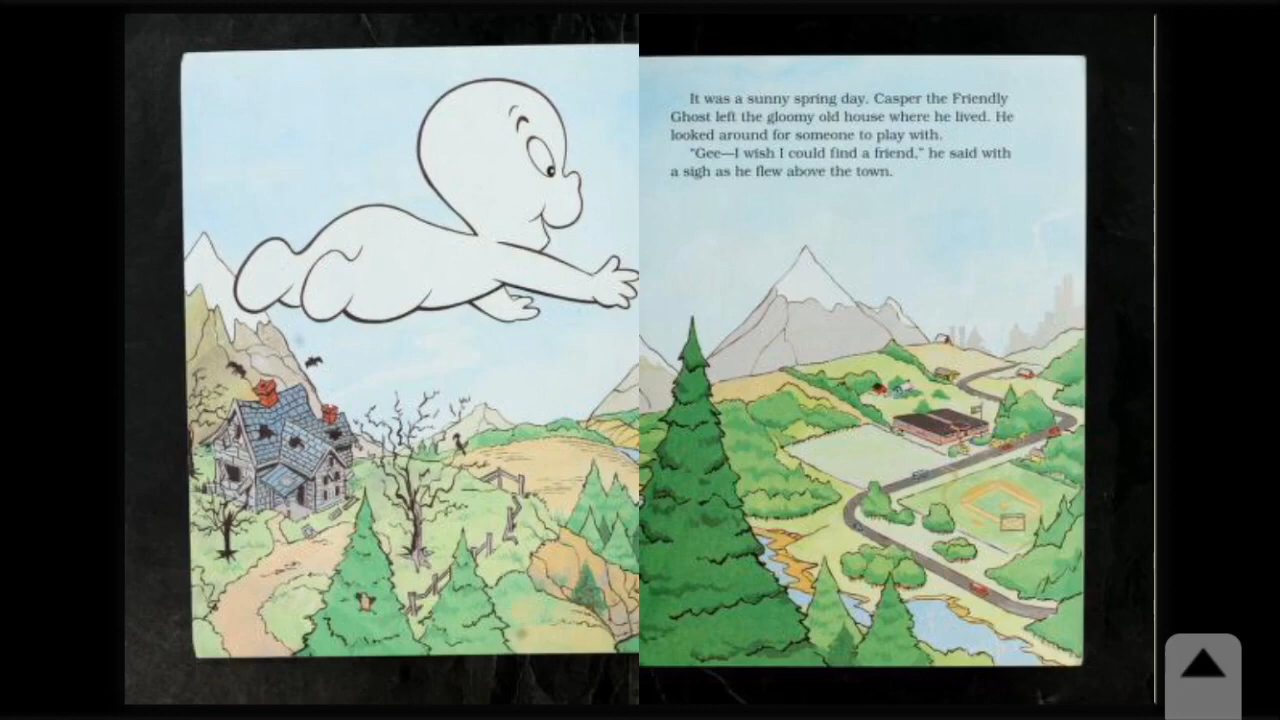 It was a sunny spring day. Casper the Friendly
Ghost left the gloomy old house where he lived. He
looked around for someone to play with.
"Gee—I wish I could find a friend," he said with
a sigh as he flew above the town.